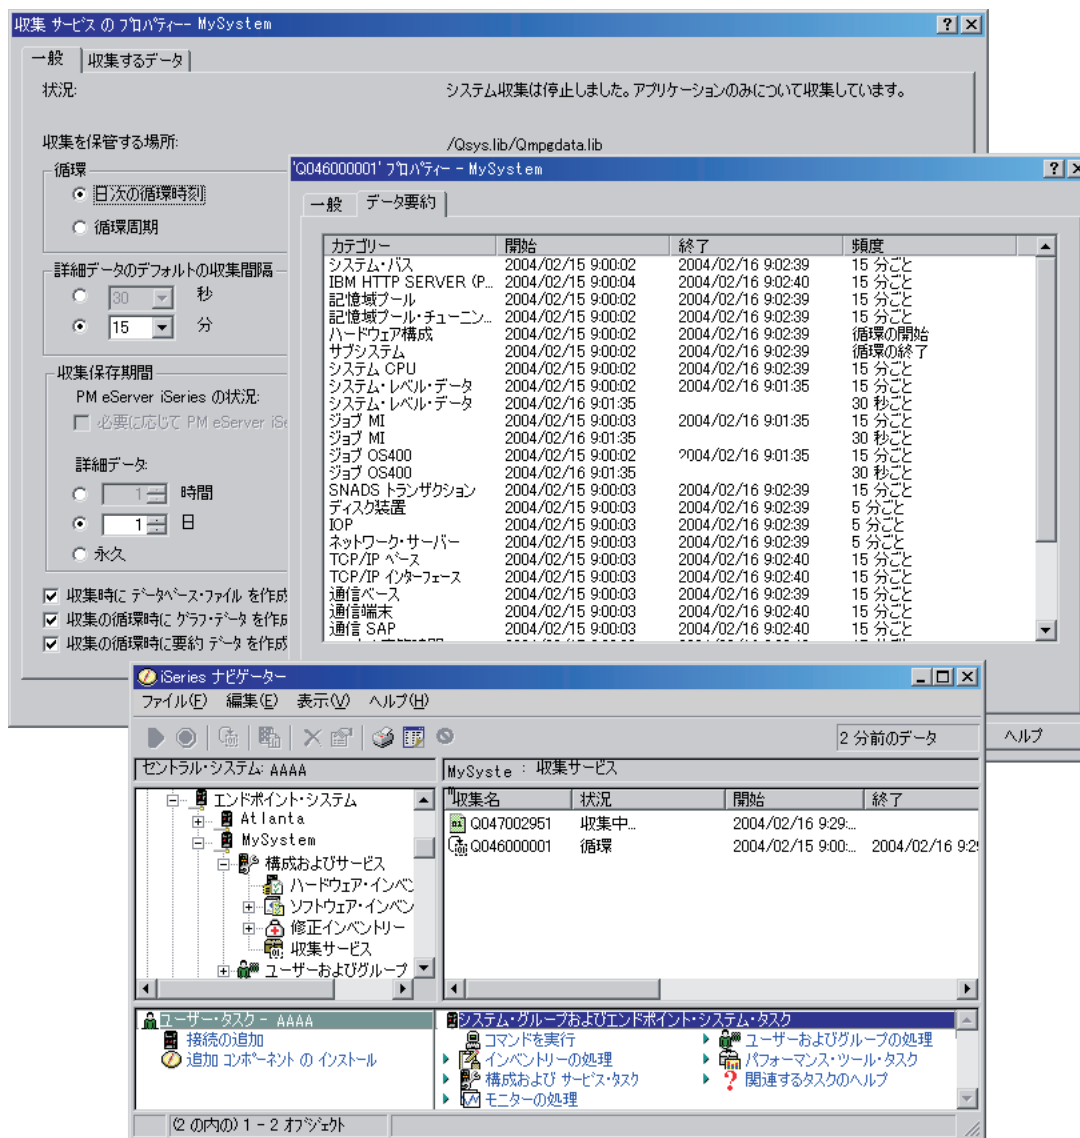 収集 サービス の プロパティー-- MySystem
一般 収集するデータ
状況: システム収集は停止しました。アプリケーションのみについて収集しています。
収集を保管する場所: /Qsys.lib/Qmpgdata.lib
循環
日次の循環時刻
循環周期
詳細データのデフォルトの収集間隔
30 秒
15 分
収集保存期間
PM eServer iSeries の状況:
必要に応じて PM eServer iSe
詳細データ:
1 時間
1 日
永久
収集時に データベース・ファイル を作成
収集の循環時に グラフ・データ を作成
収集の循環時に要約 データ を作成
'Q046000001' プロパティー - MySystem
一般 データ要約
カテゴリー 開始 終了 頻度
システム・バス 2004/02/15 9:00:02 2004/02/16 9:02:39 15 分ごと
IBM HTTP SERVER (P... 2004/02/15 9:00:04 2004/02/16 9:02:40 15 分ごと
記憶域プール 2004/02/15 9:00:02 2004/02/16 9:02:39 15 分ごと
記憶域プール・チューニン... 2004/02/15 9:00:02 2004/02/16 9:02:39 15 分ごと
ハードウェア構成 2004/02/15 9:00:02 2004/02/16 9:02:39 循環の開始
サブシステム 2004/02/15 9:00:02 2004/02/16 9:02:39 循環の終了
システム CPU 2004/02/15 9:00:02 2004/02/16 9:02:39 15 分ごと
システム・レベル・データ 2004/02/15 9:00:02 2004/02/16 9:01:35 15 分ごと
システム・レベル・データ 2004/02/16 9:01:35 30 秒ごと
ジョブ MI 2004/02/15 9:00:03 2004/02/16 9:01:35 15 分ごと
ジョブ MI 2004/02/16 9:01:35 30 秒ごと
ジョブ OS400 2004/02/15 9:00:02 2004/02/16 9:01:35 15 分ごと
ジョブ OS400 2004/02/16 9:01:35 30 秒ごと
SNADS トランザクション 2004/02/15 9:00:03 2004/02/16 9:02:39 15 分ごと
ディスク装置 2004/02/15 9:00:03 2004/02/16 9:02:39 5 分ごと
IOP 2004/02/15 9:00:03 2004/02/16 9:02:39 5 分ごと
ネットワーク・サーバー 2004/02/15 9:00:03 2004/02/16 9:02:39 5 分ごと
TCP/IP ベース 2004/02/15 9:00:03 2004/02/16 9:02:40 15 分ごと
TCP/IP インターフェース 2004/02/15 9:00:03 2004/02/16 9:02:40 15 分ごと
通信ベース 2004/02/15 9:00:03 2004/02/16 9:02:39 15 分ごと
通信端末 2004/02/15 9:00:03 2004/02/16 9:02:40 15 分ごと
通信 SAP 2004/02/15 9:00:03 2004/02/16 9:02:40 15 分ごと
ヘルプ
iSeries ナビゲーター
ファイル(F) 編集(E) 表示(V) ヘルプ(H)
2 分前のデータ
セントラル・システム: AAAA
MySyste : 収集サービス
エンドポイント・システム
Atlanta
MySystem
構成およびサービス
ハードウェア・インベン
ソフトウェア・インベン
修正インベントリー
収集サービス
ユーザーおよびグループ
収集名 状況 開始 終了
Q047002951 収集中... 2004/02/16 9:29:...
Q046000001 循環 2004/02/15 9:00:... 2004/02/16 9:29
ユーザー・タスク - AAAA
接続の追加
追加 コンポーネント の インストール
システム・グループおよびエンドポイント・システム・タスク
コマンドを実行
インベントリーの処理
構成および サービス・タスク
モニターの処理
ユーザーおよびグループの処理
パフォーマンス・ツール・タスク
関連するタスクのヘルプ
(2 の内の) 1 - 2 オブジェクト